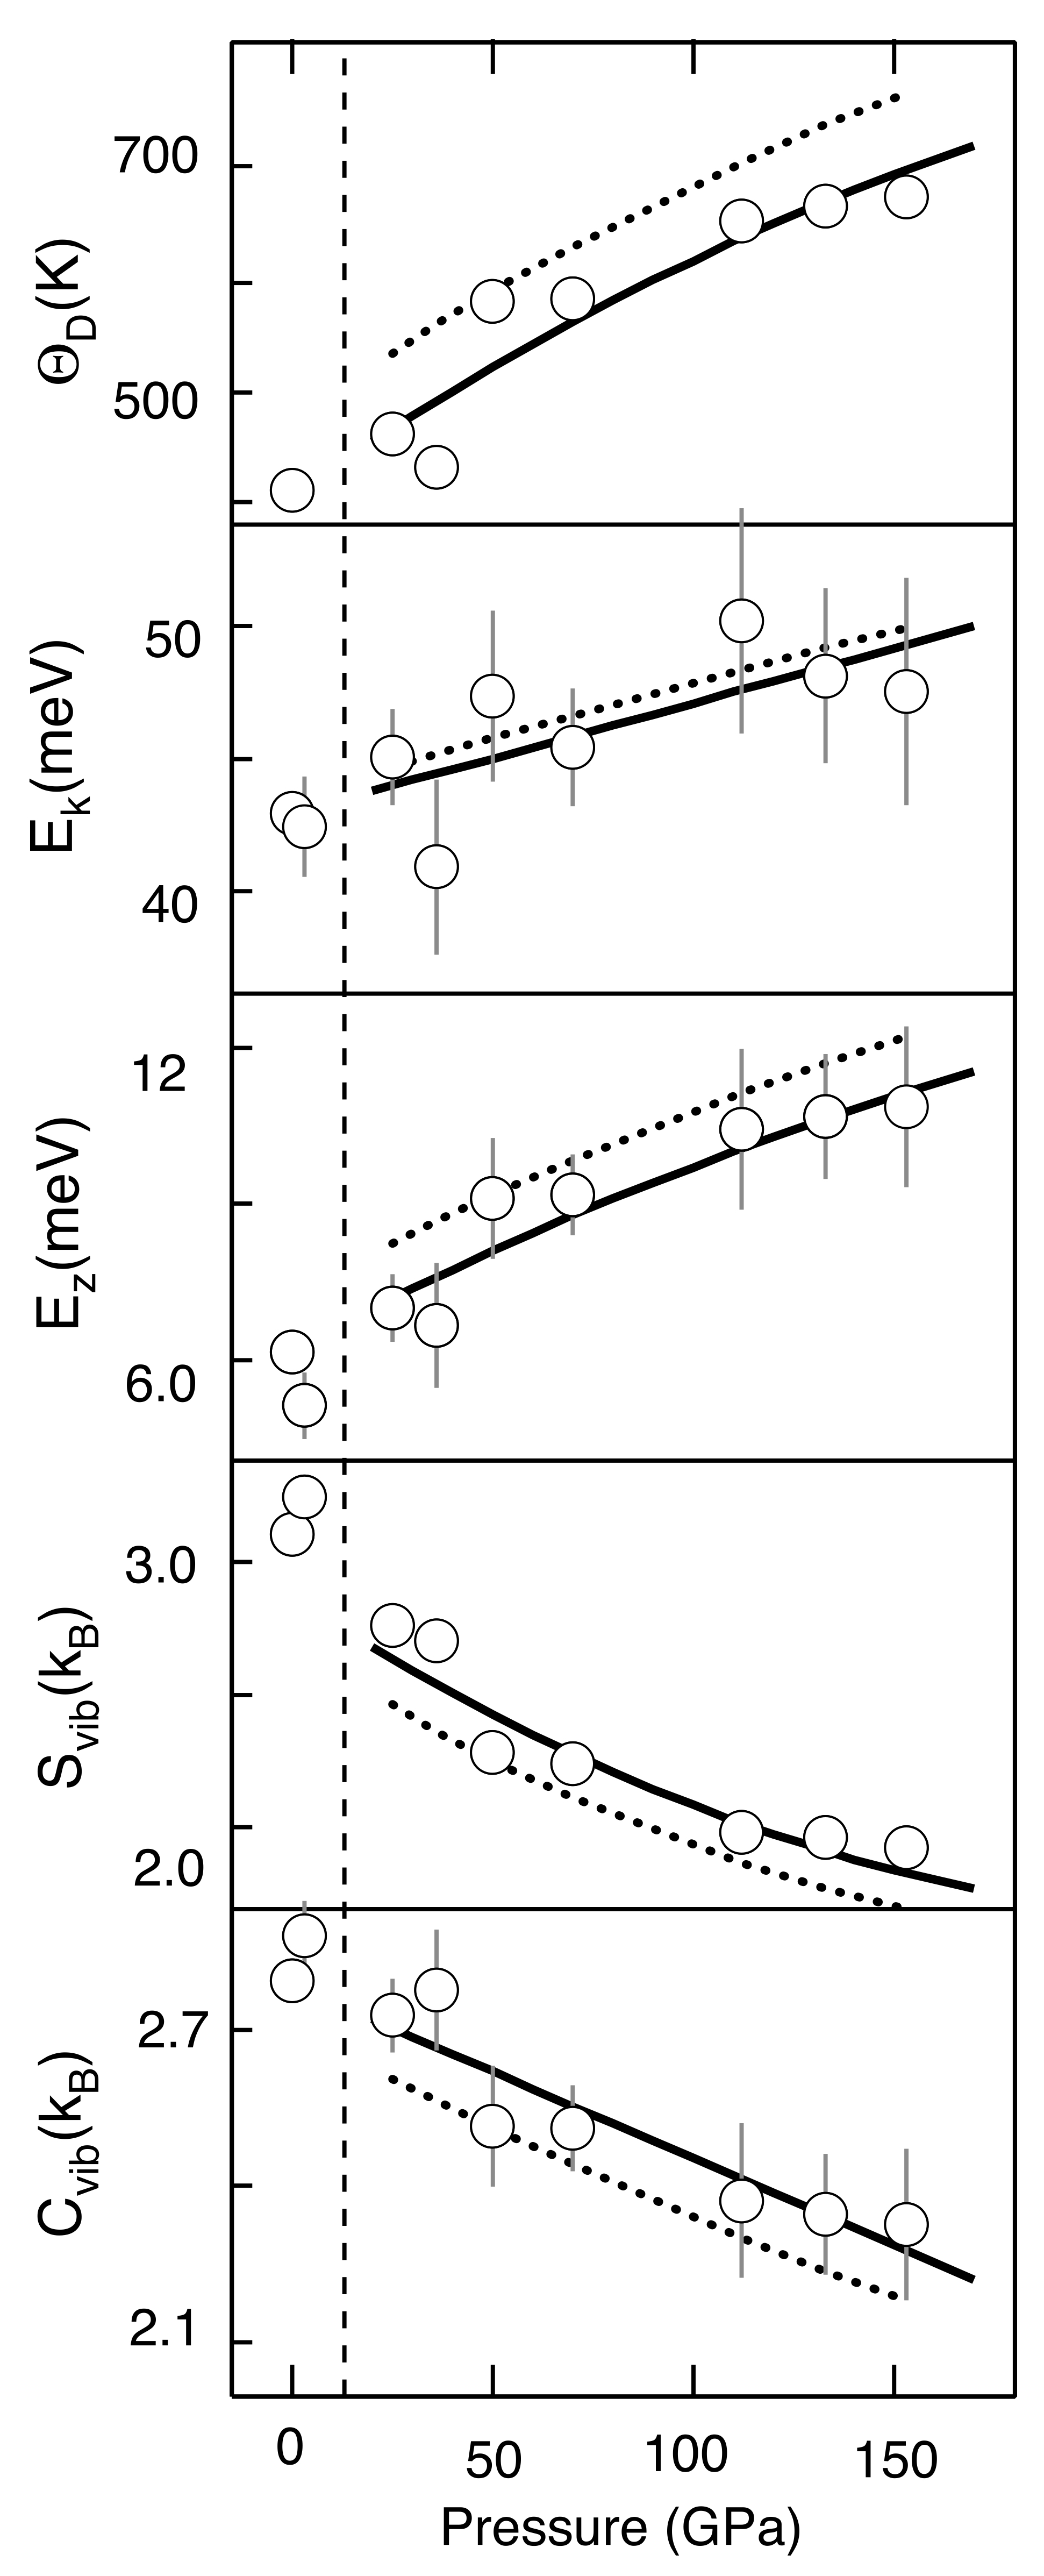 700
500
Θ_D(K)
50
40
E_k(meV)
12
6.0
E_z(meV)
3.0
2.0
S_vib(k_B)
2.7
2.1
C_vib(k_B)
0 50 100 150
Pressure (GPa)